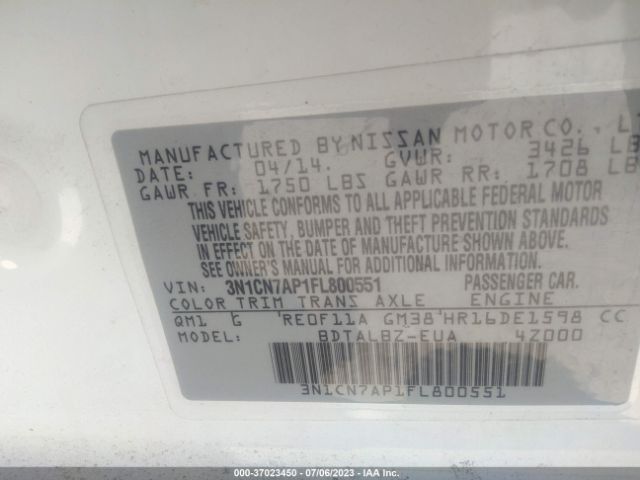 MANUFACTURED BY NISSAN MOTOR CO.,
DATE: 04/14. GVWR: 3426 LB
GAWR FR: 1750 LBS GAWR RR: 1708 LB
THIS VEHICLE CONFORMS TO ALL APPLICABLE FEDERAL MOTOR
VEHICLE SAFETY, BUMPER AND THEFT PREVENTION STANDARDS
IN EFFECT ON THE DATE OF MANUFACTURE SHOWN ABOVE.
SEE OWNER'S MANUAL FOR ADDITIONAL INFORMATION.
VIN: 3N1CN7AP1FL800551 PASSENGER CAR.
COLOR TRIM TRANS AXLE ENGINE
QM1 G RE0F11A GM38 HR16DE1598 CC
MODEL: BDTALBZ-EUA 4Z000
3N1CN7AP1FL800551
000-37023450 - 07/06/2023 - IAA Inc.